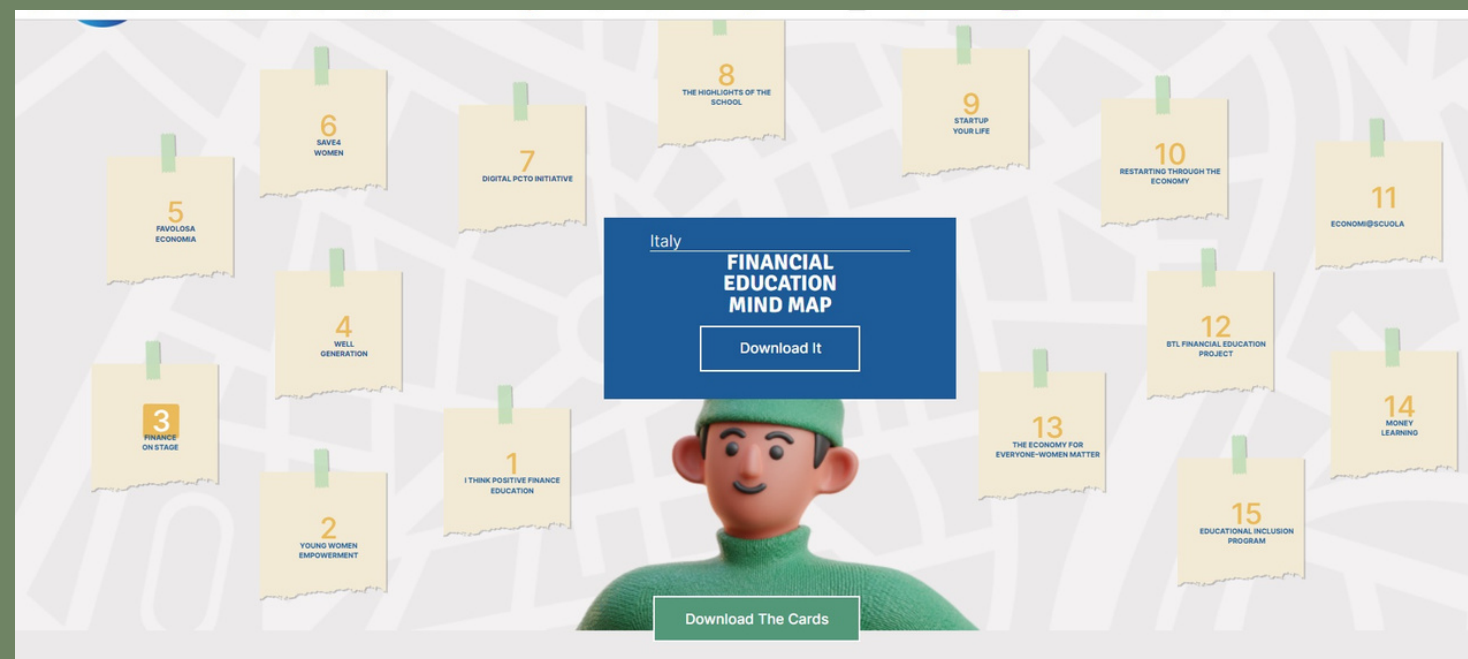 8
THE HIGHLIGHTS OF THE
SCHOOL
9
STARTUP
YOUR LIFE
6
SAVE4
WOMEN
7
DIGITAL PCTO INITIATIVE
10
RESTARTING THROUGH THE
ECONOMY
11
ECONOMI@SCUOLA
5
FAVOLOSA
ECONOMIA
Italy
FINANCIAL
EDUCATION
MIND MAP
Download It
4
WELL
GENERATION
12
BTL FINANCIAL EDUCATION
PROJECT
3
FINANCE
ON STAGE
14
MONEY
LEARNING
13
THE ECONOMY FOR
EVERYONE-WOMEN MATTER
1
I THINK POSITIVE FINANCE
EDUCATION
2
YOUNG WOMEN
EMPOWERMENT
15
EDUCATIONAL INCLUSION
PROGRAM
Download The Cards